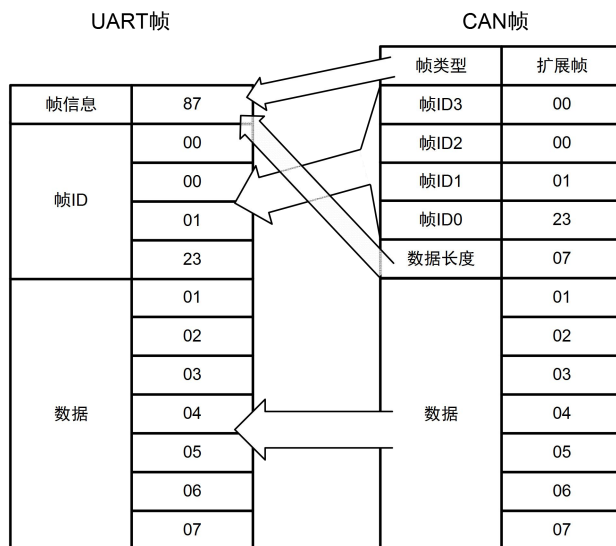 UART帧 CAN帧
帧类型 扩展帧
帧信息 87 帧ID3 00
00 帧ID2 00
00 帧ID1 01
帧ID
01 帧ID0 23
23 数据长度 07
01 01
02 02
03 03
数据 04 数据 04
05 05
06 06
07 07